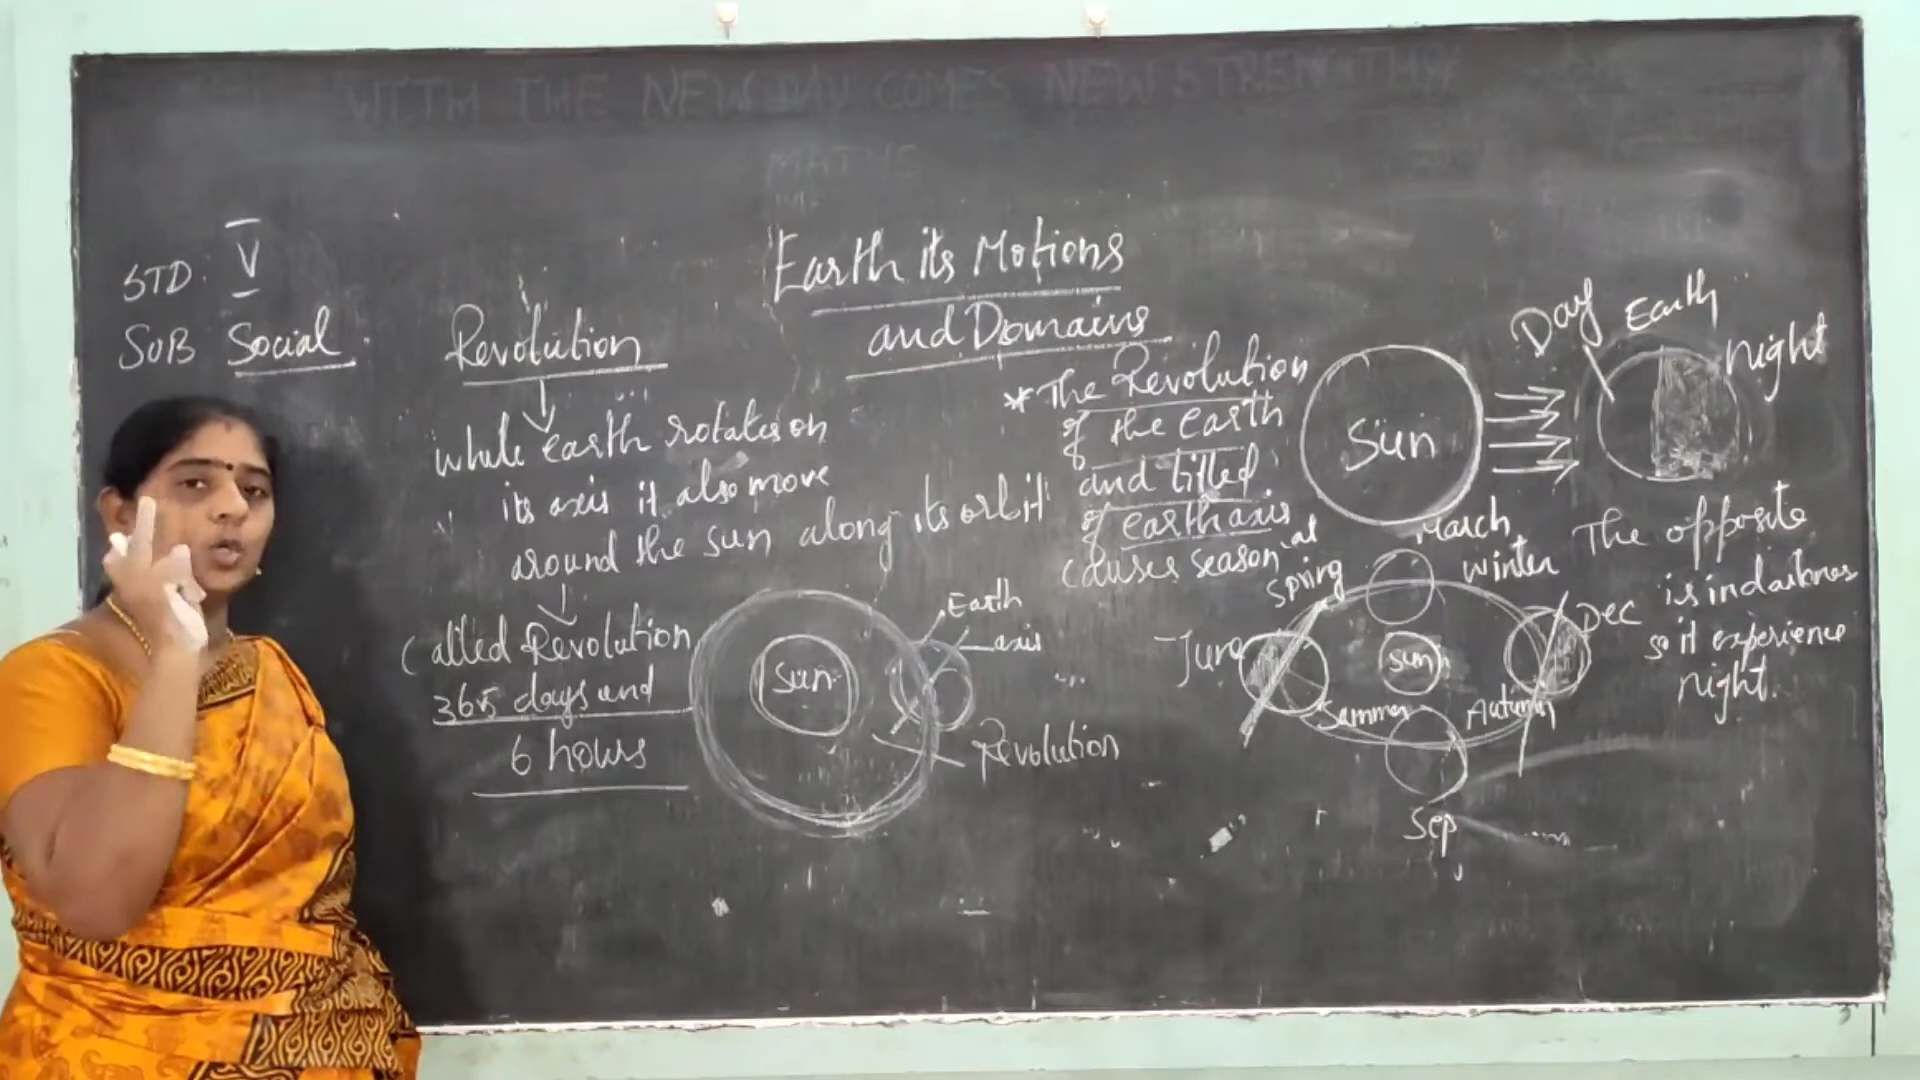 WITH THE NEW DAY COMES NEW STRENGTH
MATHS
STD: V
SUB Social
Earth its Motions
and Domains
Revolution
while earth rotates on
its axis it also move
around the sun along its orbit
Called Revolution
365 days and
6 hours
Sun
Earth
axis
Revolution
* The Revolution
of the earth
and tilted
of earth axis
causes season
Sun
Day
Earth
night
The opposite
is in darkness
so it experience
night.
March
Spring
winter
June
sun
Dec
Summer
Autumn
Sep